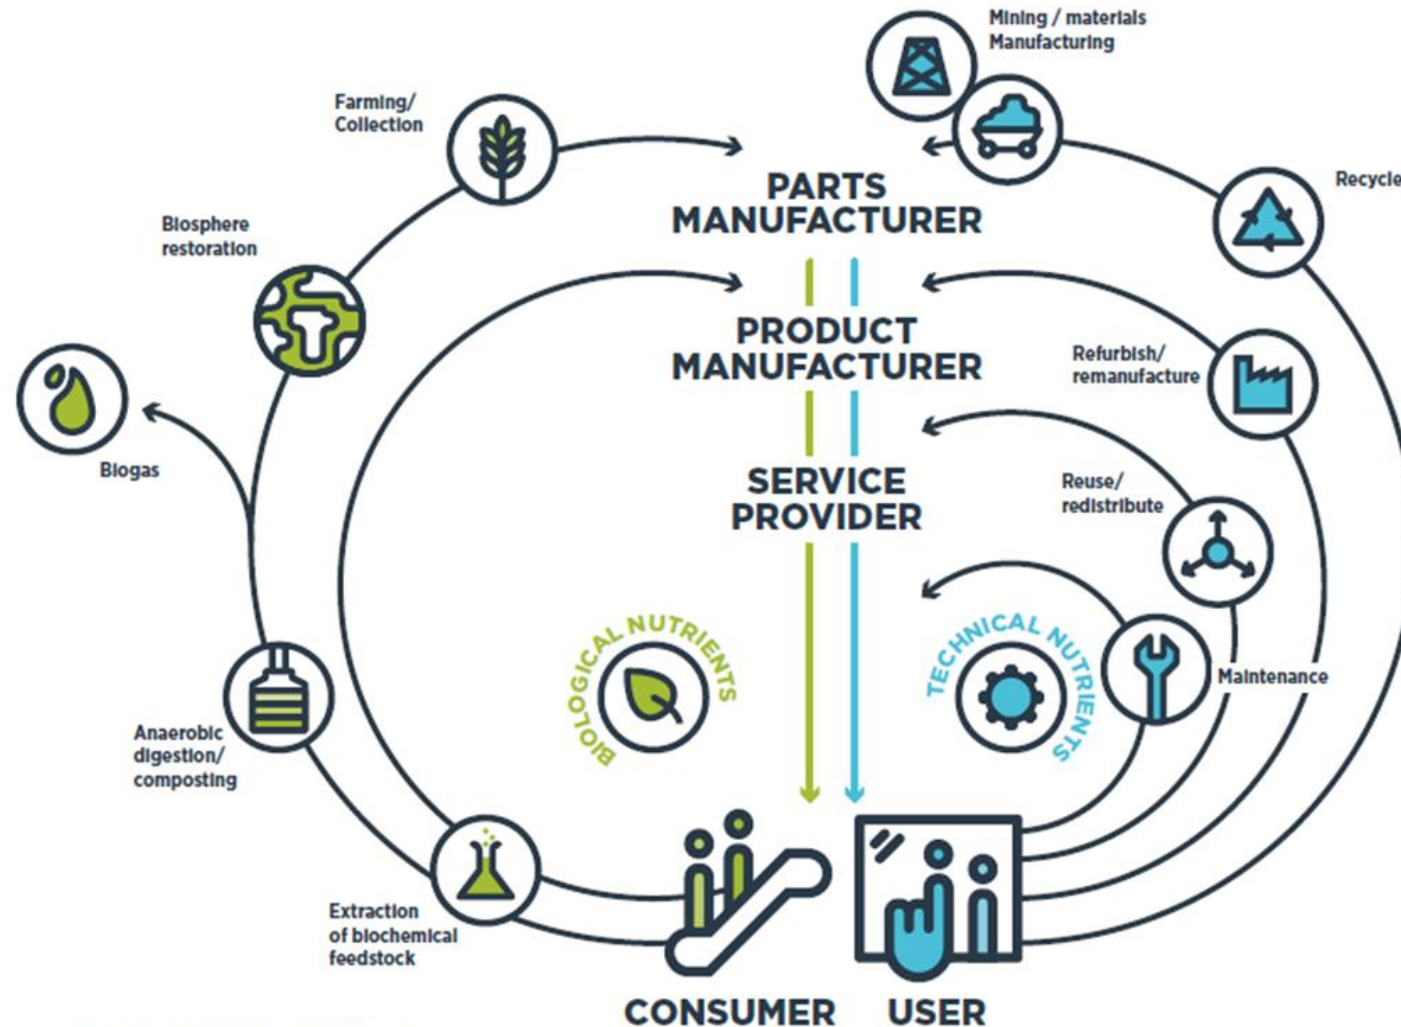 Mining / materials
Manufacturing
Farming/
Collection
Recycle
PARTS
MANUFACTURER
Biosphere
restoration
PRODUCT
MANUFACTURER
Refurbish/
remanufacture
Biogas
SERVICE
PROVIDER
Reuse/
redistribute
BIOLOGICAL NUTRIENTS
TECHNICAL NUTRIENTS
Maintenance
Anaerobic
digestion/
composting
Extraction
of biochemical
feedstock
CONSUMER
USER